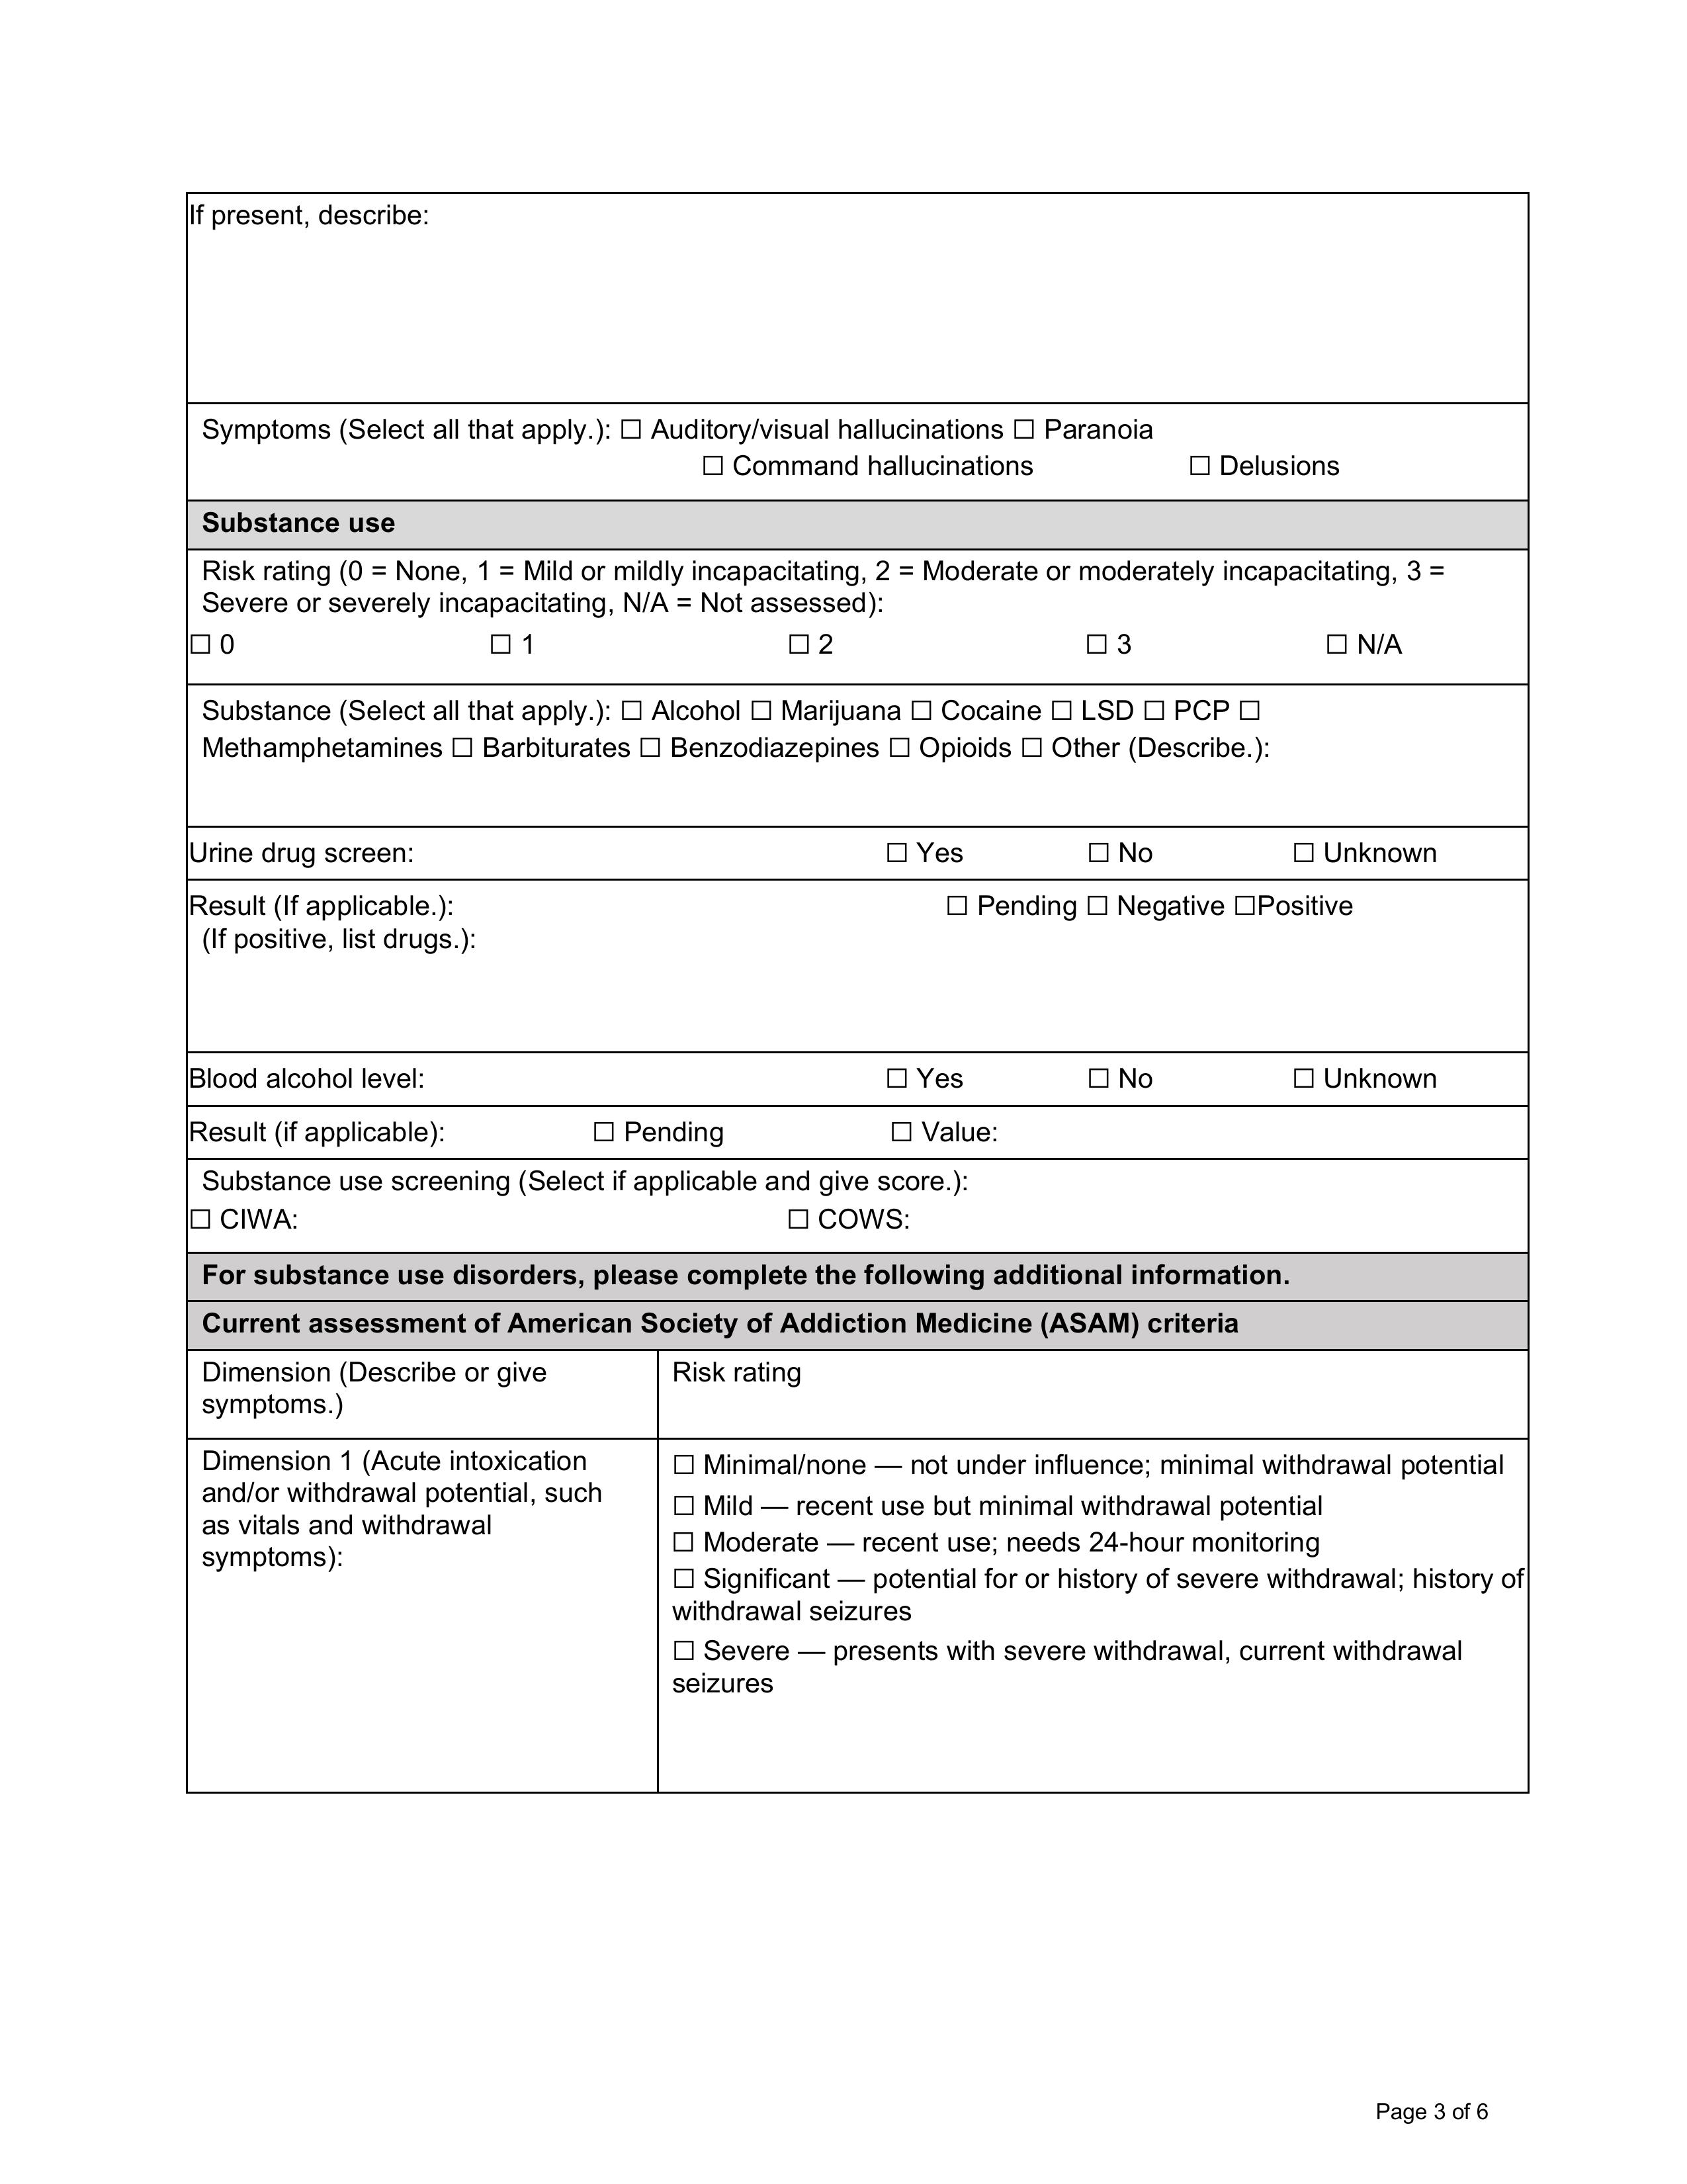 If present, describe:
Symptoms (Select all that apply.): ☐ Auditory/visual hallucinations ☐ Paranoia
☐ Command hallucinations ☐ Delusions
Substance use
Risk rating (0 = None, 1 = Mild or mildly incapacitating, 2 = Moderate or moderately incapacitating, 3 =
Severe or severely incapacitating, N/A = Not assessed):
☐ 0 ☐ 1 ☐ 2 ☐ 3 ☐ N/A
Substance (Select all that apply.): ☐ Alcohol ☐ Marijuana ☐ Cocaine ☐ LSD ☐ PCP ☐
Methamphetamines ☐ Barbiturates ☐ Benzodiazepines ☐ Opioids ☐ Other (Describe.):
Urine drug screen: ☐ Yes ☐ No ☐ Unknown
Result (If applicable.): ☐ Pending ☐ Negative ☐Positive
(If positive, list drugs.):
Blood alcohol level: ☐ Yes ☐ No ☐ Unknown
Result (if applicable): ☐ Pending ☐ Value:
Substance use screening (Select if applicable and give score.):
☐ CIWA: ☐ COWS:
For substance use disorders, please complete the following additional information.
Current assessment of American Society of Addiction Medicine (ASAM) criteria
Dimension (Describe or give
symptoms.)
Risk rating
Dimension 1 (Acute intoxication
and/or withdrawal potential, such
as vitals and withdrawal
symptoms):
☐ Minimal/none — not under influence; minimal withdrawal potential
☐ Mild — recent use but minimal withdrawal potential
☐ Moderate — recent use; needs 24-hour monitoring
☐ Significant — potential for or history of severe withdrawal; history of
withdrawal seizures
☐ Severe — presents with severe withdrawal, current withdrawal
seizures
Page 3 of 6